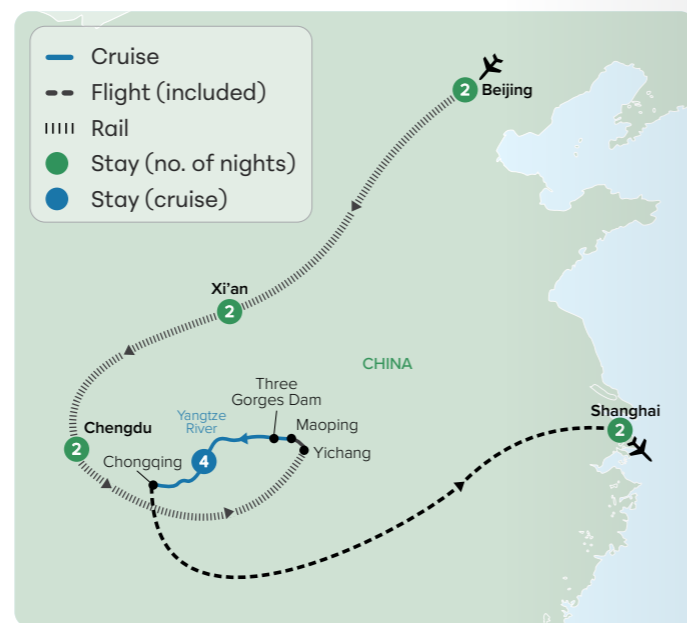 Cruise
Flight (included)
Rail
Stay (no. of nights)
Stay (cruise)
2
Beijing
Xi'an
2
CHINA
Three
Gorges Dam
Maoping
Yichang
Yangtze
River
4
Chengdu
2
Chongqing
Shanghai
2